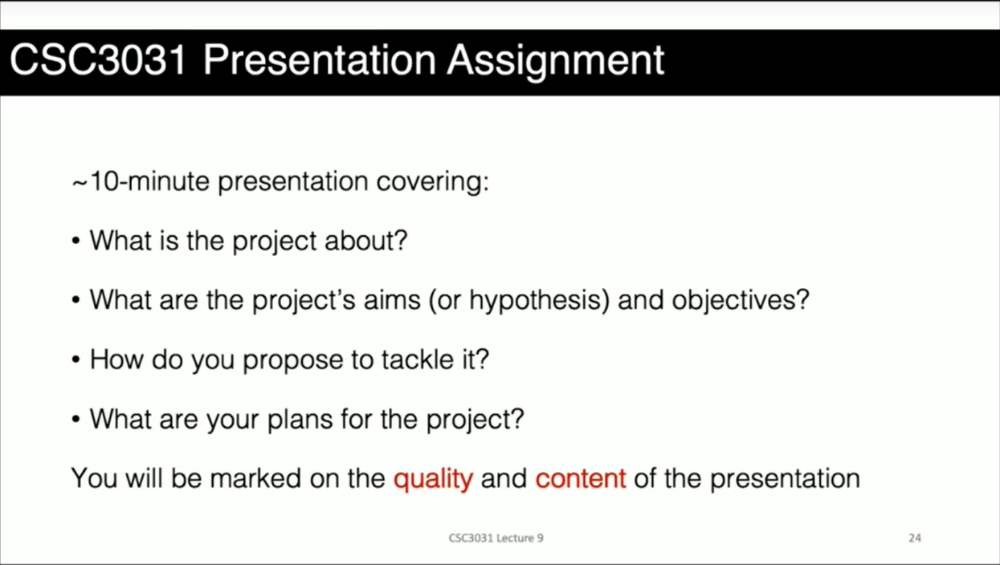 CSC3031 Presentation Assignment
~10-minute presentation covering:
• What is the project about?
• What are the project’s aims (or hypothesis) and objectives?
• How do you propose to tackle it?
• What are your plans for the project?
You will be marked on the quality and content of the presentation
CSC3031 Lecture 9
24